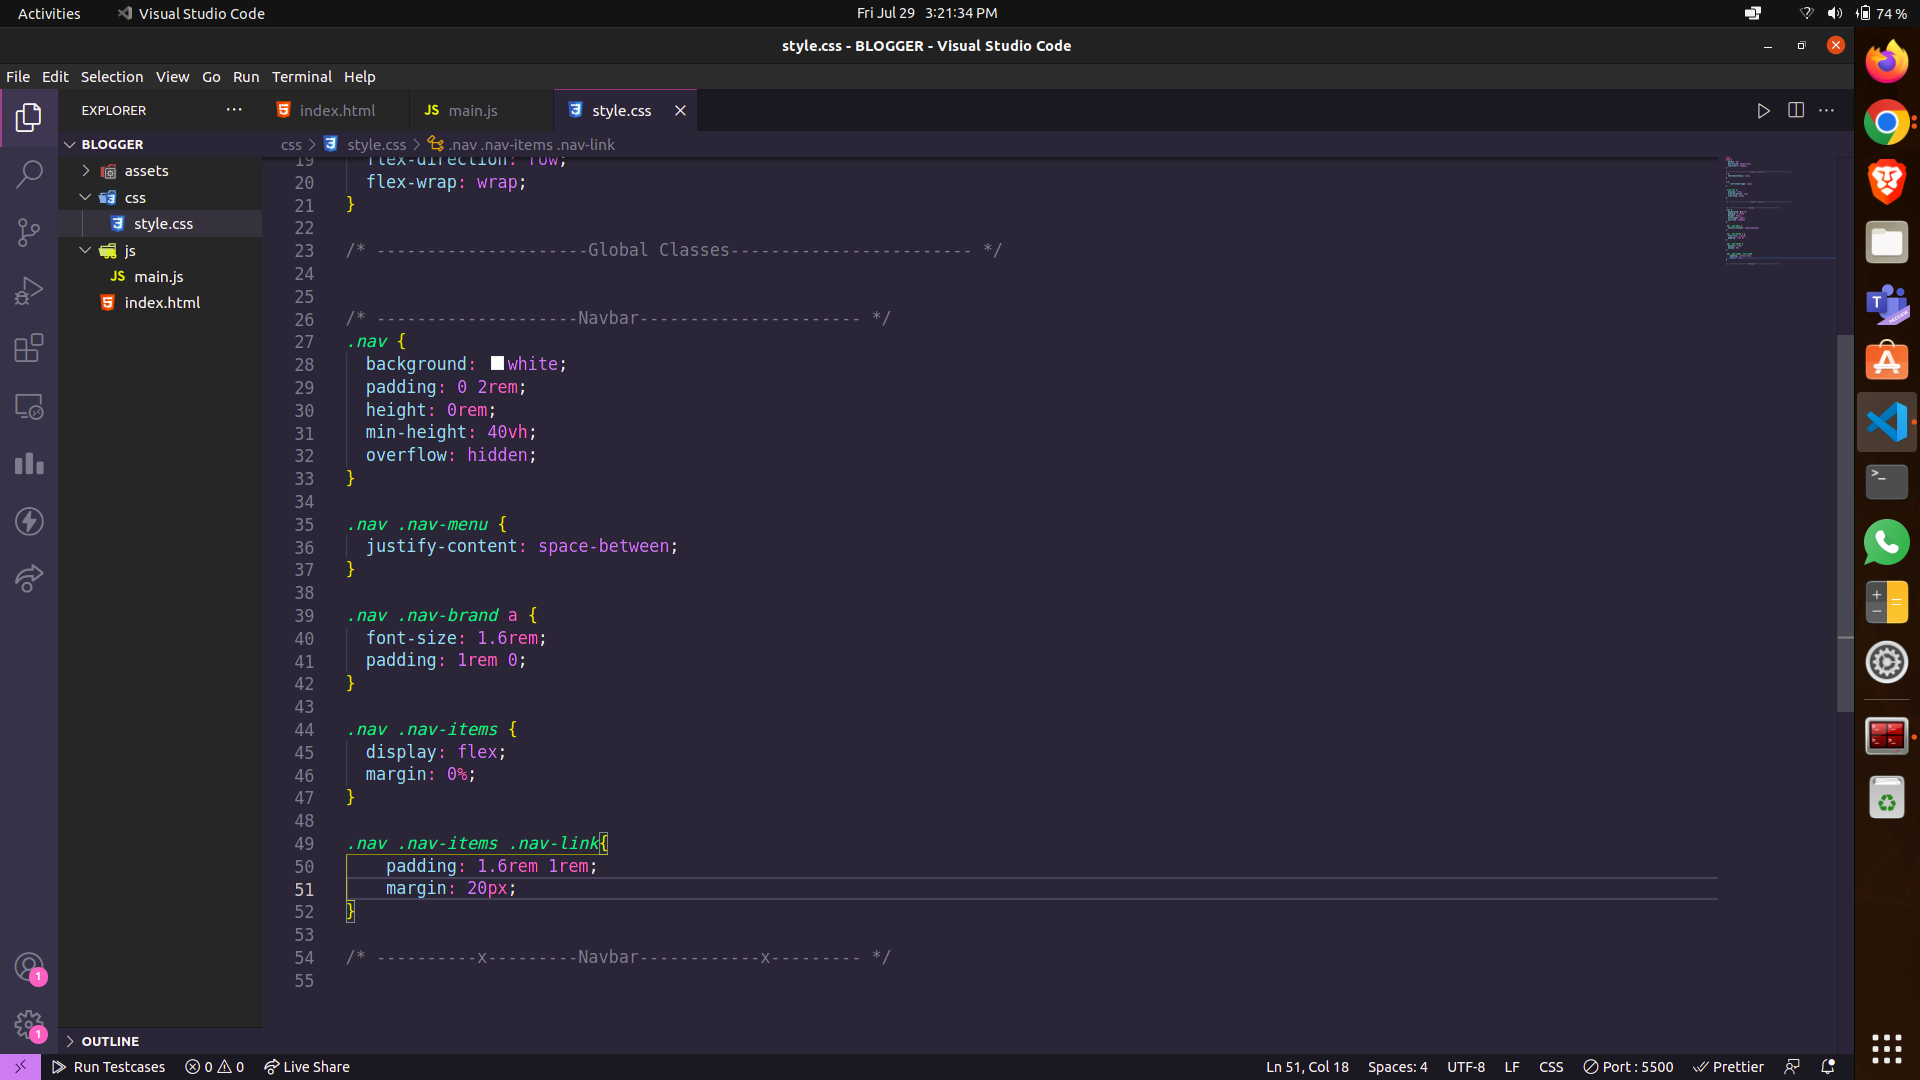 Activities Visual Studio Code Fri Jul 29 3:21:34 PM 74 %
style.css - BLOGGER - Visual Studio Code
File Edit Selection View Go Run Terminal Help
EXPLORER ··· index.html JS main.js style.css
BLOGGER css > style.css > .nav .nav-items .nav-link
assets
css
style.css
js
JS main.js
index.html
19 flex-direction: row;
20 flex-wrap: wrap;
21 }
22
23 /* ---------------------Global Classes------------------------ */
24
25
26 /* --------------------Navbar---------------------- */
27 .nav {
28 background: white;
29 padding: 0 2rem;
30 height: 0rem;
31 min-height: 40vh;
32 overflow: hidden;
33 }
34
35 .nav .nav-menu {
36 justify-content: space-between;
37 }
38
39 .nav .nav-brand a {
40 font-size: 1.6rem;
41 padding: 1rem 0;
42 }
43
44 .nav .nav-items {
45 display: flex;
46 margin: 0%;
47 }
48
49 .nav .nav-items .nav-link{
50 padding: 1.6rem 1rem;
51 margin: 20px;
52 }
53
54 /* ----------x---------Navbar------------x--------- */
55
1
1
OUTLINE
Run Testcases 0 0 Live Share Ln 51, Col 18 Spaces: 4 UTF-8 LF CSS Port : 5500 Prettier